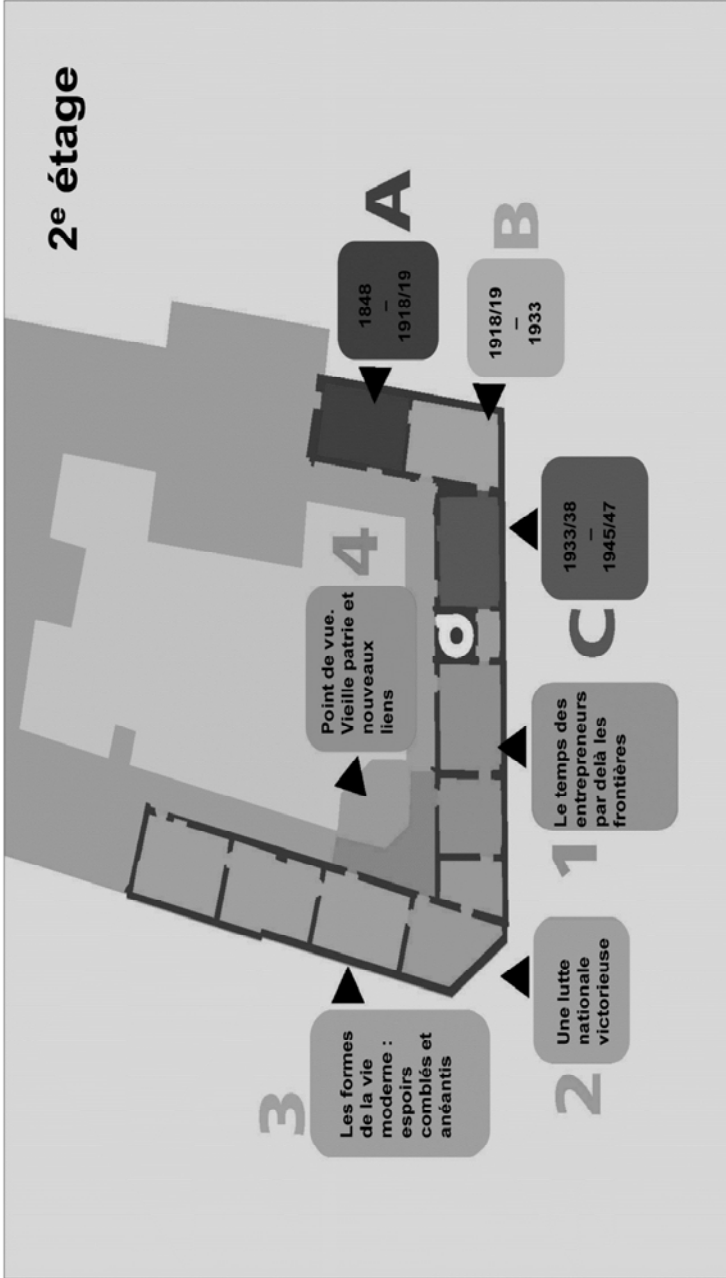 2e étage
A
1848
–
1918/19
B
1918/19
–
1933
C
1933/38
–
1945/47
1
Le temps des
entrepreneurs
par delà les
frontières
2
Une lutte
nationale
victorieuse
3
Les formes
de la vie
moderne :
espoirs
comblés et
anéantis
4
Point de vue.
Vieille patrie et
nouveaux
liens